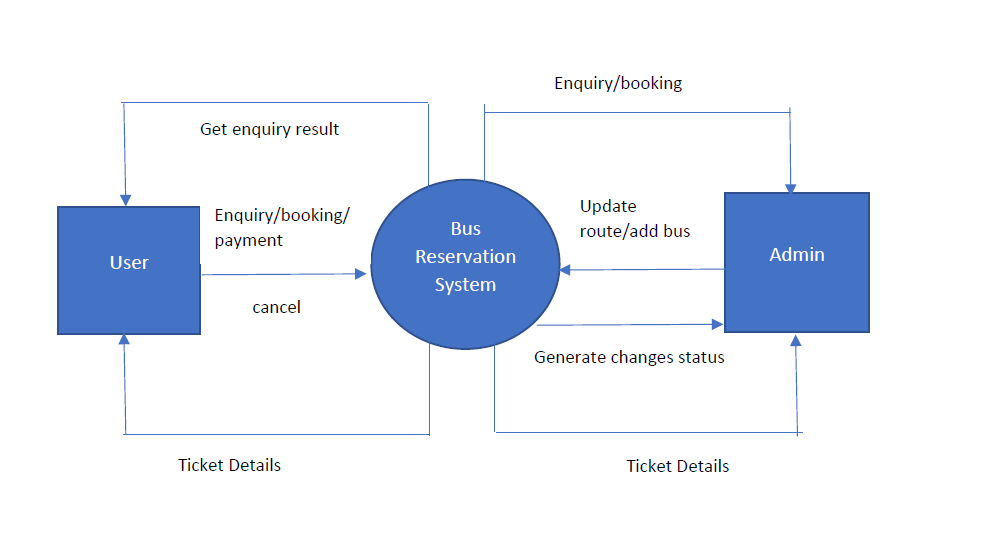 Enquiry/booking
Get enquiry result
Enquiry/booking/
payment
cancel
User
Bus
Reservation
System
Update
route/add bus
Admin
Generate changes status
Ticket Details
Ticket Details